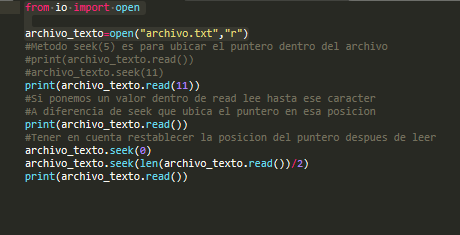 from io import open
archivo_texto=open("archivo.txt","r")
#Metodo seek(5) es para ubicar el puntero dentro del archivo
#print(archivo_texto.read())
#archivo_texto.seek(11)
print(archivo_texto.read(11))
#Si ponemos un valor dentro de read lee hasta ese caracter
#A diferencia de seek que ubica el puntero en esa posicion
print(archivo_texto.read())
#Tener en cuenta restablecer la posicion del puntero despues de leer
archivo_texto.seek(0)
archivo_texto.seek(len(archivo_texto.read())/2)
print(archivo_texto.read())